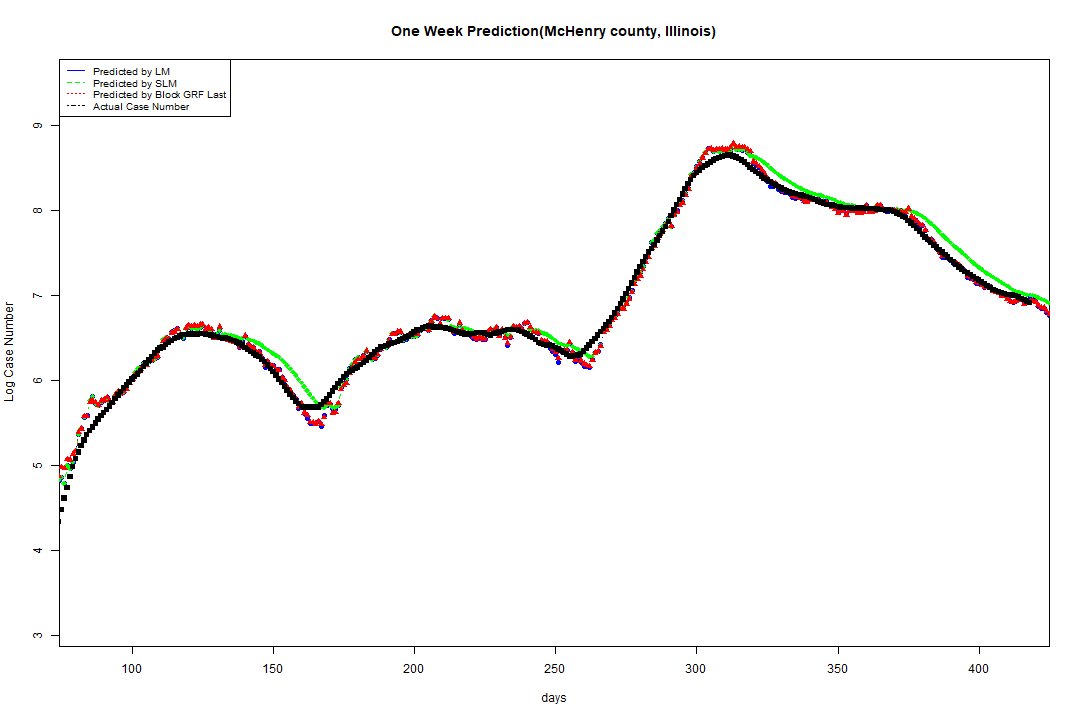 One Week Prediction(McHenry county, Illinois)
Predicted by LM
Predicted by SLM
Predicted by Block GRF Last
Actual Case Number
9
8
7
6
5
4
3
Log Case Number
100 150 200 250 300 350 400
days